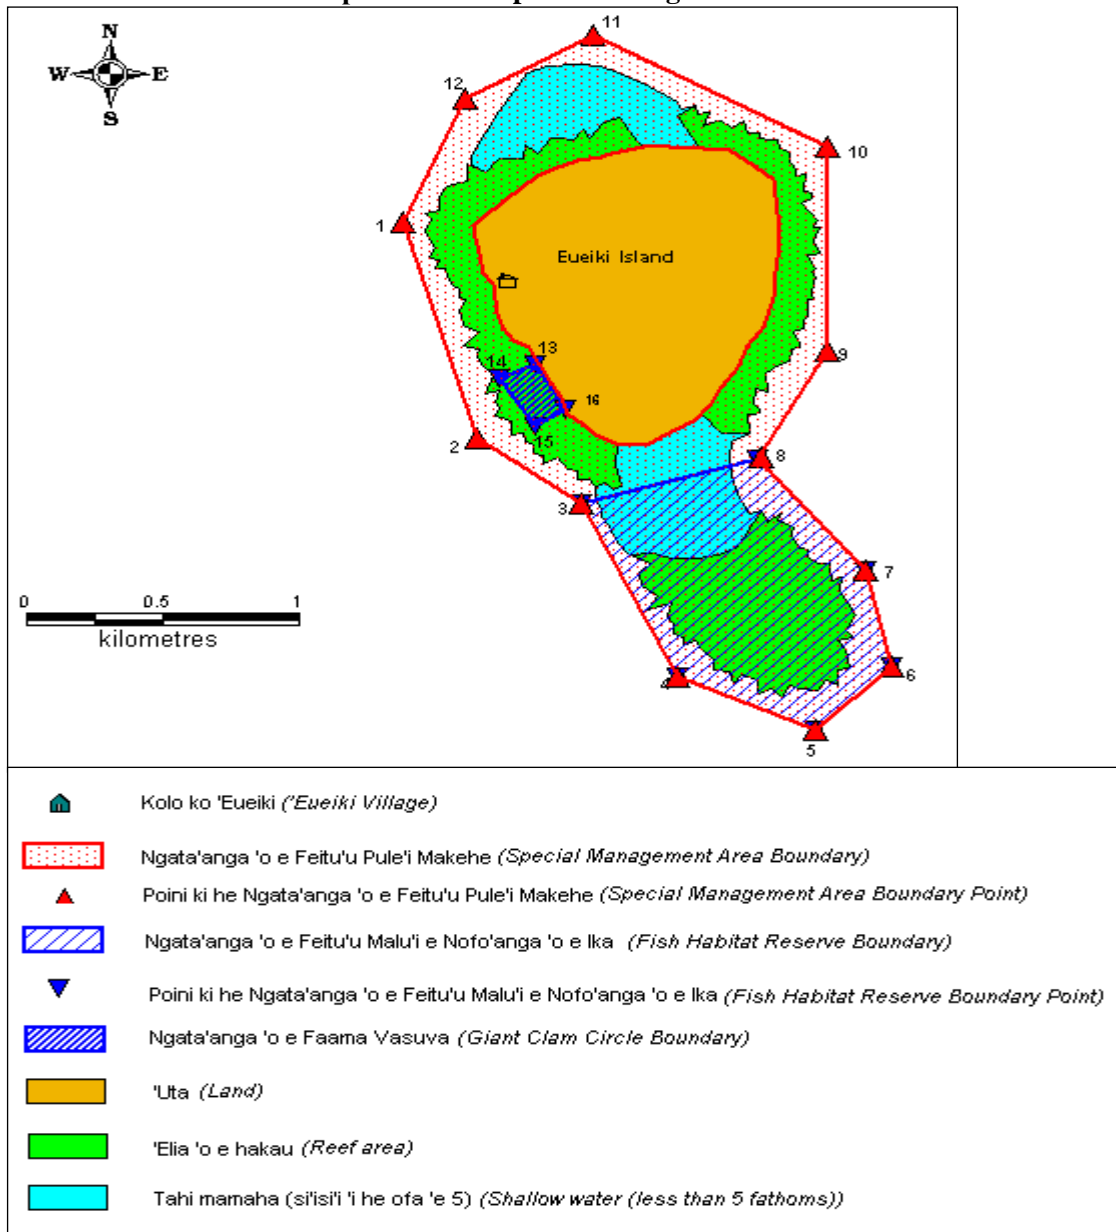 N
W E
S
11
12
10
1
Eueiki Island
13
14
9
16
15
2
8
3
7
0 0.5 1
kilometres
4
6
5
Kolo ko 'Eueiki ('Eueiki Village)
Ngata'anga 'o e Feitu'u Pule'i Makehe (Special Management Area Boundary)
Poini ki he Ngata'anga 'o e Feitu'u Pule'i Makehe (Special Management Area Boundary Point)
Ngata'anga 'o e Feitu'u Malu'i e Nofo'anga 'o e Ika (Fish Habitat Reserve Boundary)
Poini ki he Ngata'anga 'o e Feitu'u Malu'i e Nofo'anga 'o e Ika (Fish Habitat Reserve Boundary Point)
Ngata'anga 'o e Faama Vasuva (Giant Clam Circle Boundary)
'Uta (Land)
'Elia 'o e hakau (Reef area)
Tahi mamaha (si'isi'i 'i he ofa 'e 5) (Shallow water (less than 5 fathoms))